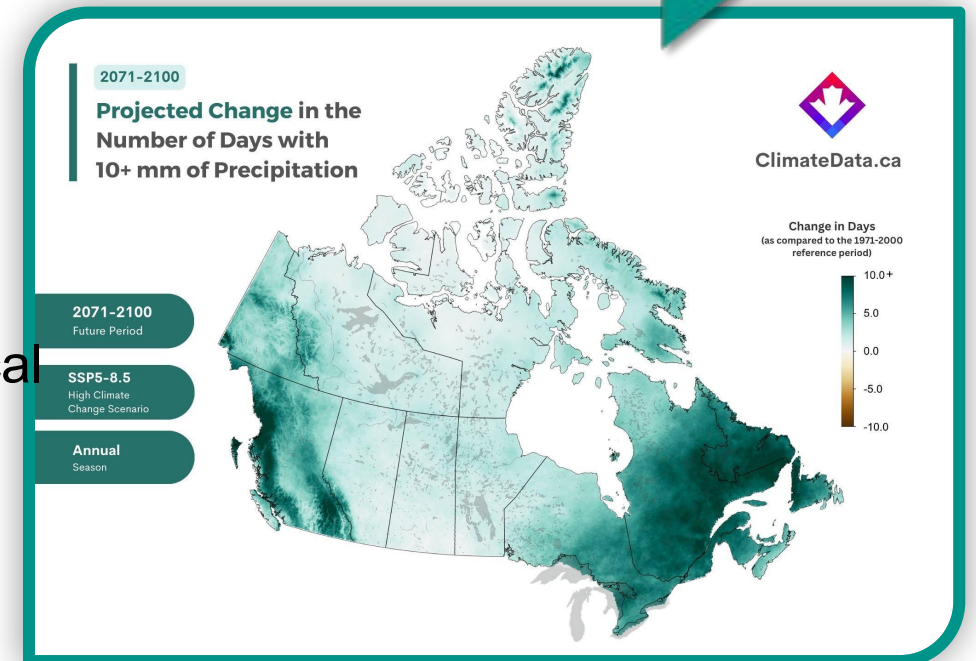 2071-2100
Projected Change in the
Number of Days with
10+ mm of Precipitation
ClimateData.ca
Change in Days
(as compared to the 1971-2000
reference period)
10.0+
5.0
0.0
-5.0
-10.0
2071-2100
Future Period
SSP5-8.5
High Climate
Change Scenario
Annual
Season